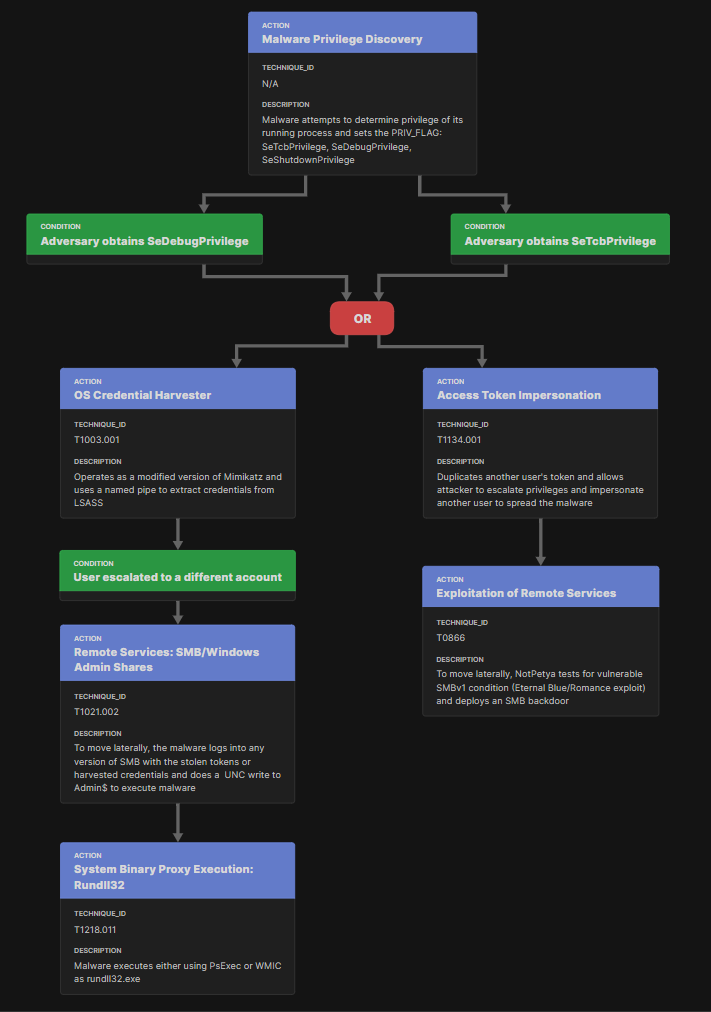 ACTION
Malware Privilege Discovery
TECHNIQUE_ID
N/A
DESCRIPTION
Malware attempts to determine privilege of its
running process and sets the PRIV_FLAG:
SeTcbPrivilege, SeDebugPrivilege,
SeShutdownPrivilege
CONDITION
Adversary obtains SeDebugPrivilege
CONDITION
Adversary obtains SeTcbPrivilege
OR
ACTION
OS Credential Harvester
TECHNIQUE_ID
T1003.001
DESCRIPTION
Operates as a modified version of Mimikatz and
uses a named pipe to extract credentials from
LSASS
ACTION
Access Token Impersonation
TECHNIQUE_ID
T1134.001
DESCRIPTION
Duplicates another user's token and allows
attacker to escalate privileges and impersonate
another user to spread the malware
CONDITION
User escalated to a different account
ACTION
Exploitation of Remote Services
TECHNIQUE_ID
T0866
DESCRIPTION
To move laterally, NotPetya tests for vulnerable
SMBv1 condition (Eternal Blue/Romance exploit)
and deploys an SMB backdoor
ACTION
Remote Services: SMB/Windows
Admin Shares
TECHNIQUE_ID
T1021.002
DESCRIPTION
To move laterally, the malware logs into any
version of SMB with the stolen tokens or
harvested credentials and does a  UNC write to
Admin$ to execute malware
ACTION
System Binary Proxy Execution:
Rundll32
TECHNIQUE_ID
T1218.011
DESCRIPTION
Malware executes either using PsExec or WMIC
as rundll32.exe